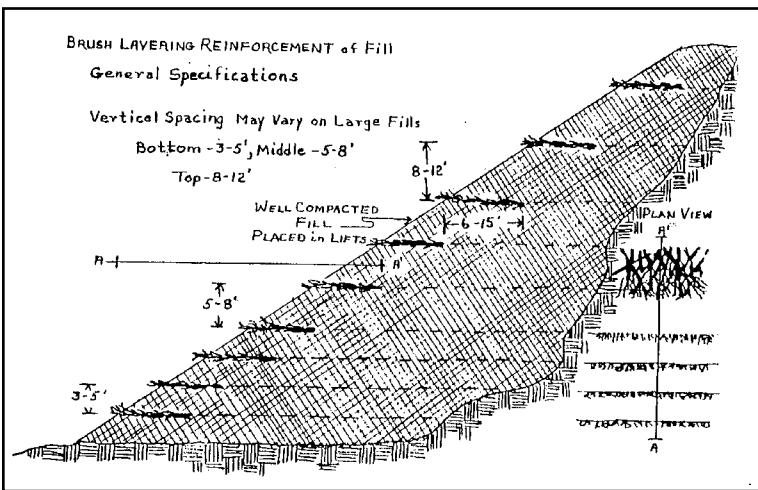 BRUSH LAYERING REINFORCEMENT of Fill
General Specifications
Vertical Spacing May Vary on Large Fills
Bottom -3-5', Middle -5-8'
Top-8-12'
8-12'
WELL COMPACTED
FILL
PLACED in LIFTS
6-15'
PLAN VIEW
A'
A
A'
5-8'
3-5'
A